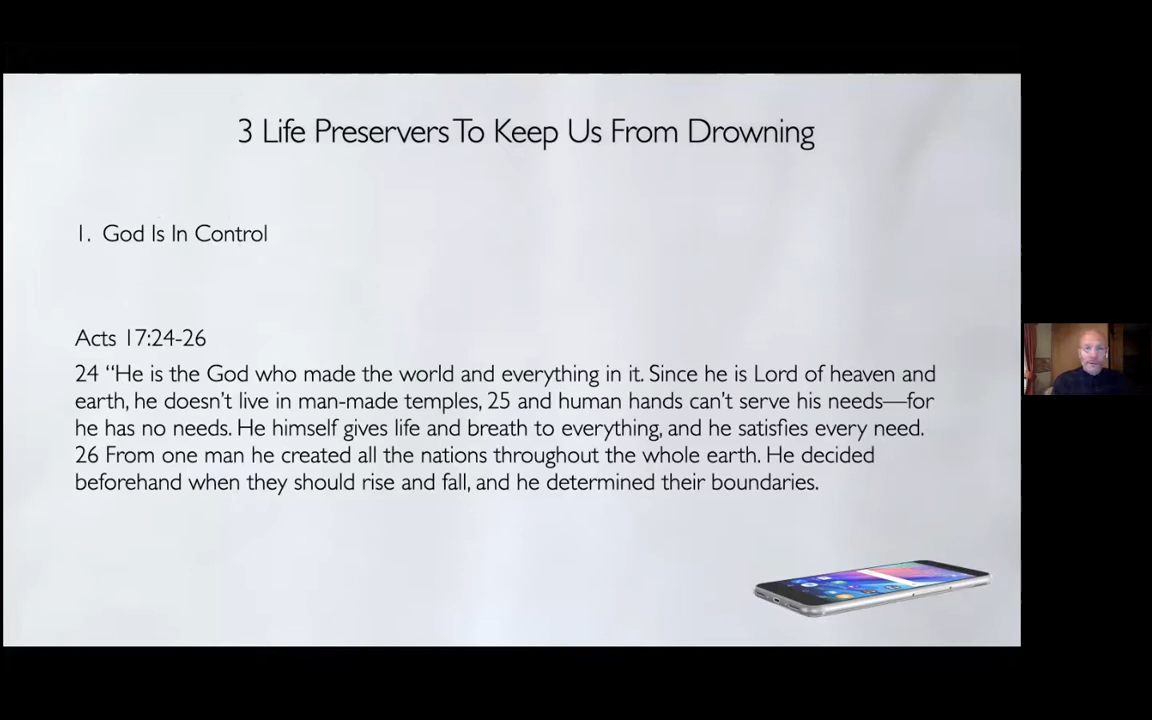 3 Life Preservers To Keep Us From Drowning
1. God Is In Control
Acts 17:24-26
24 “He is the God who made the world and everything in it. Since he is Lord of heaven and
earth, he doesn’t live in man-made temples, 25 and human hands can’t serve his needs—for
he has no needs. He himself gives life and breath to everything, and he satisfies every need.
26 From one man he created all the nations throughout the whole earth. He decided
beforehand when they should rise and fall, and he determined their boundaries.